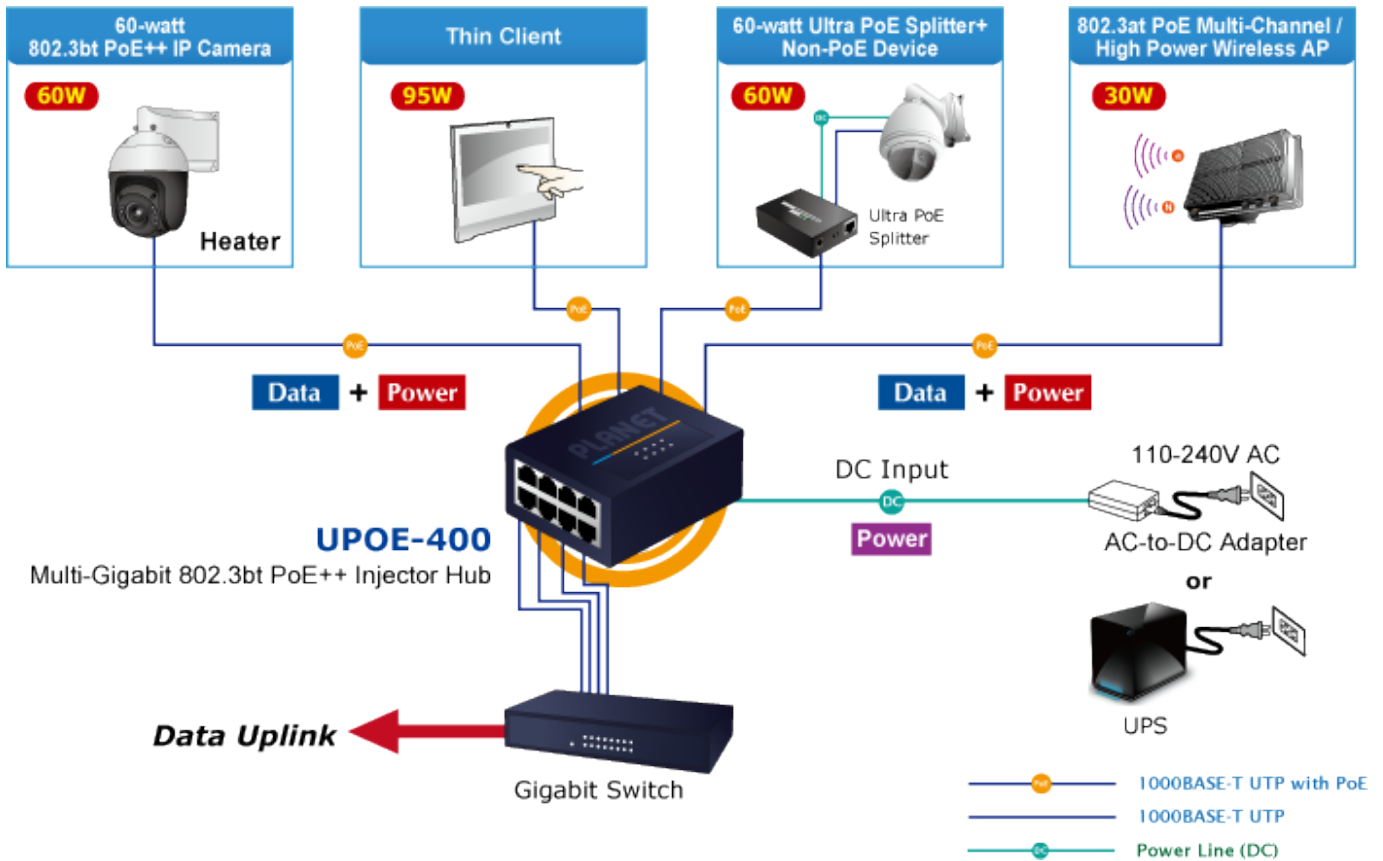 60-watt
802.3bt PoE++ IP Camera
60W
Heater
Thin Client
95W
60-watt Ultra PoE Splitter+
Non-PoE Device
60W
DC
Ultra PoE
Splitter
802.3at PoE Multi-Channel /
High Power Wireless AP
30W
N
N
PoE
PoE
PoE
PoE
Data + Power
Data + Power
PLANET
UPOE-400
Multi-Gigabit 802.3bt PoE++ Injector Hub
DC Input
DC
Power
110-240V AC
AC-to-DC Adapter
or
UPS
Data Uplink
Gigabit Switch
PoE 1000BASE-T UTP with PoE
1000BASE-T UTP
DC Power Line (DC)